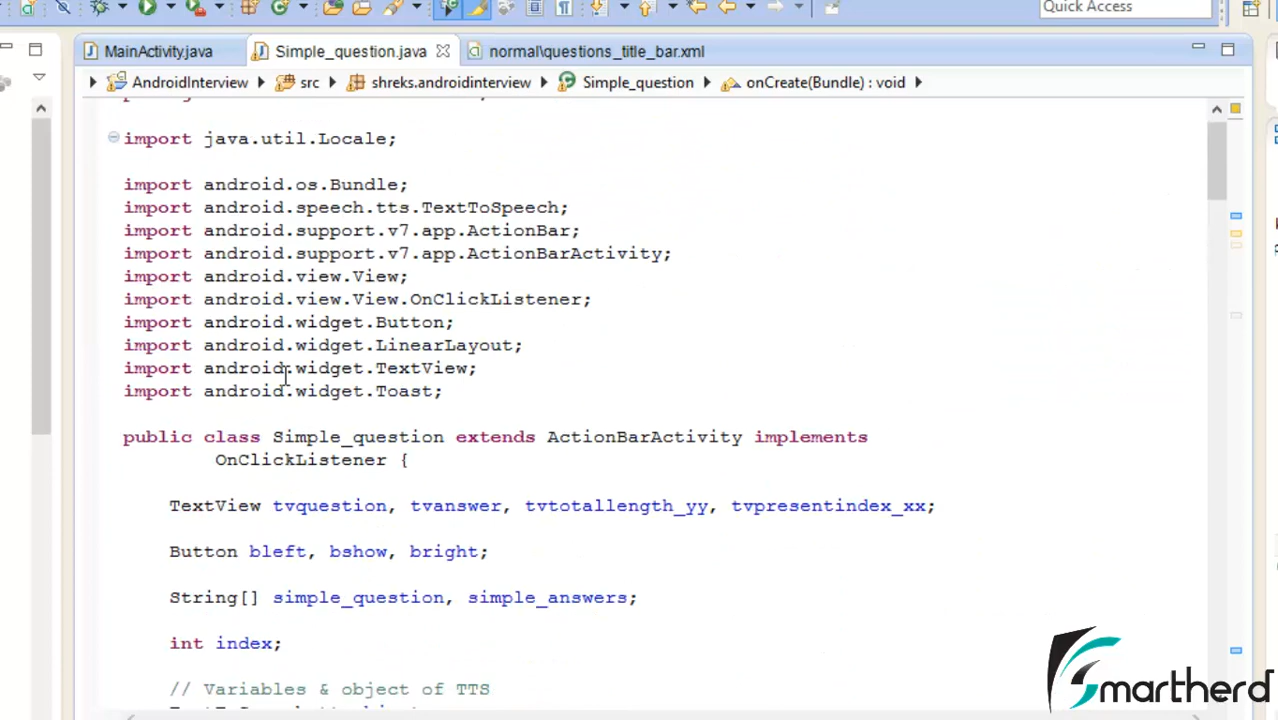 Quick Access
MainActivity.java
Simple_question.java
normal\questions_title_bar.xml
AndroidInterview
src
shreks.androidinterview
Simple_question
onCreate(Bundle) : void
import java.util.Locale;
import android.os.Bundle;
import android.speech.tts.TextToSpeech;
import android.support.v7.app.ActionBar;
import android.support.v7.app.ActionBarActivity;
import android.view.View;
import android.view.View.OnClickListener;
import android.widget.Button;
import android.widget.LinearLayout;
import android.widget.TextView;
import android.widget.Toast;
public class Simple_question extends ActionBarActivity implements
OnClickListener {
TextView tvquestion, tvanswer, tvtotallength_yy, tvpresentindex_xx;
Button bleft, bshow, bright;
String[] simple_question, simple_answers;
int index;
// Variables & object of TTS
Smartherd